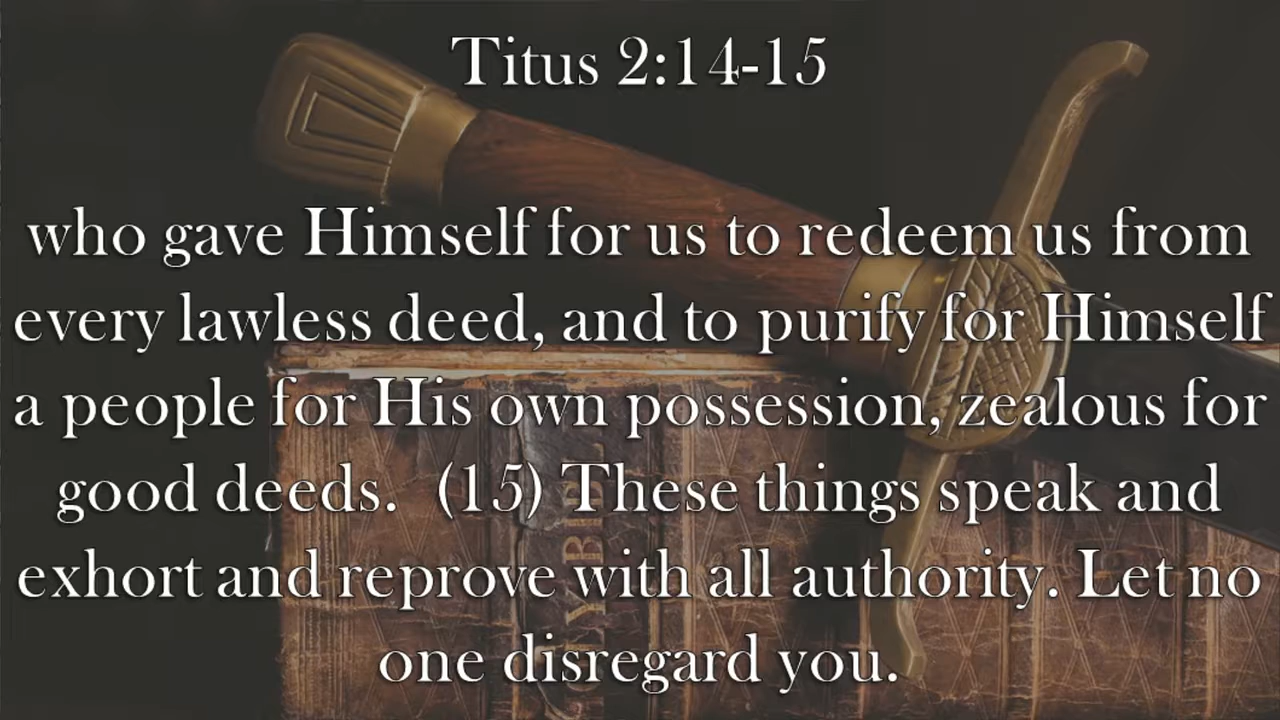 Titus 2:14-15
who gave Himself for us to redeem us from
every lawless deed, and to purify for Himself
a people for His own possession, zealous for
good deeds.  (15) These things speak and
exhort and reprove with all authority. Let no
one disregard you.